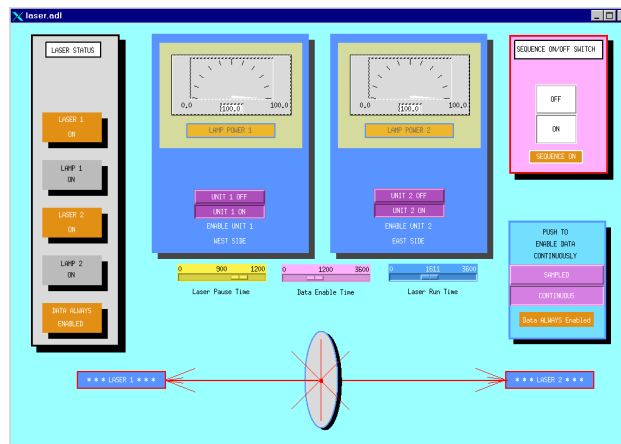 laser.adl
LASER STATUS
LASER 1
ON
LAMP 1
ON
LASER 2
ON
LAMP 2
ON
DATA ALWAYS
ENABLED
0.0 100.0
100.0
LAMP POWER 1
UNIT 1 OFF
UNIT 1 ON
ENABLE UNIT 1
WEST SIDE
0.0 100.0
100.0
LAMP POWER 2
UNIT 2 OFF
UNIT 2 ON
ENABLE UNIT 2
EAST SIDE
SEQUENCE ON/OFF SWITCH
OFF
ON
SEQUENCE ON
0 900 1200
Laser Pause Time
0 1200 3600
Data Enable Time
0 1611 3600
Laser Run Time
PUSH TO
ENABLE DATA
CONTINUOUSLY
SAMPLED
CONTINUOUS
Data ALWAYS Enabled
* * * LASER 1 * * *
* * * LASER 2 * * *